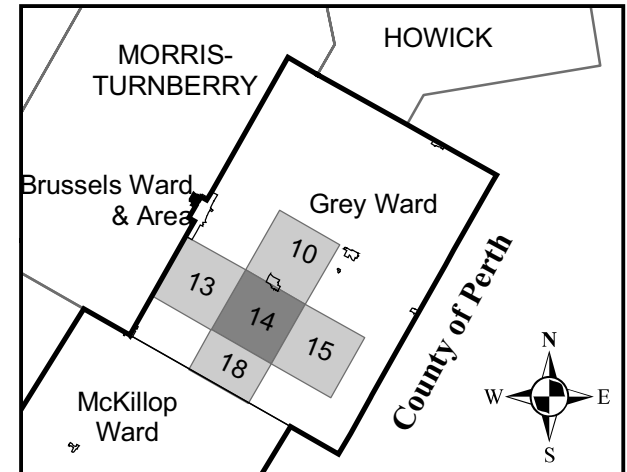 HOWICK
MORRIS-
TURNBERRY
Brussels Ward
& Area
Grey Ward
10
13
14
15
18
County of Perth
McKillop
Ward
N
W
E
S